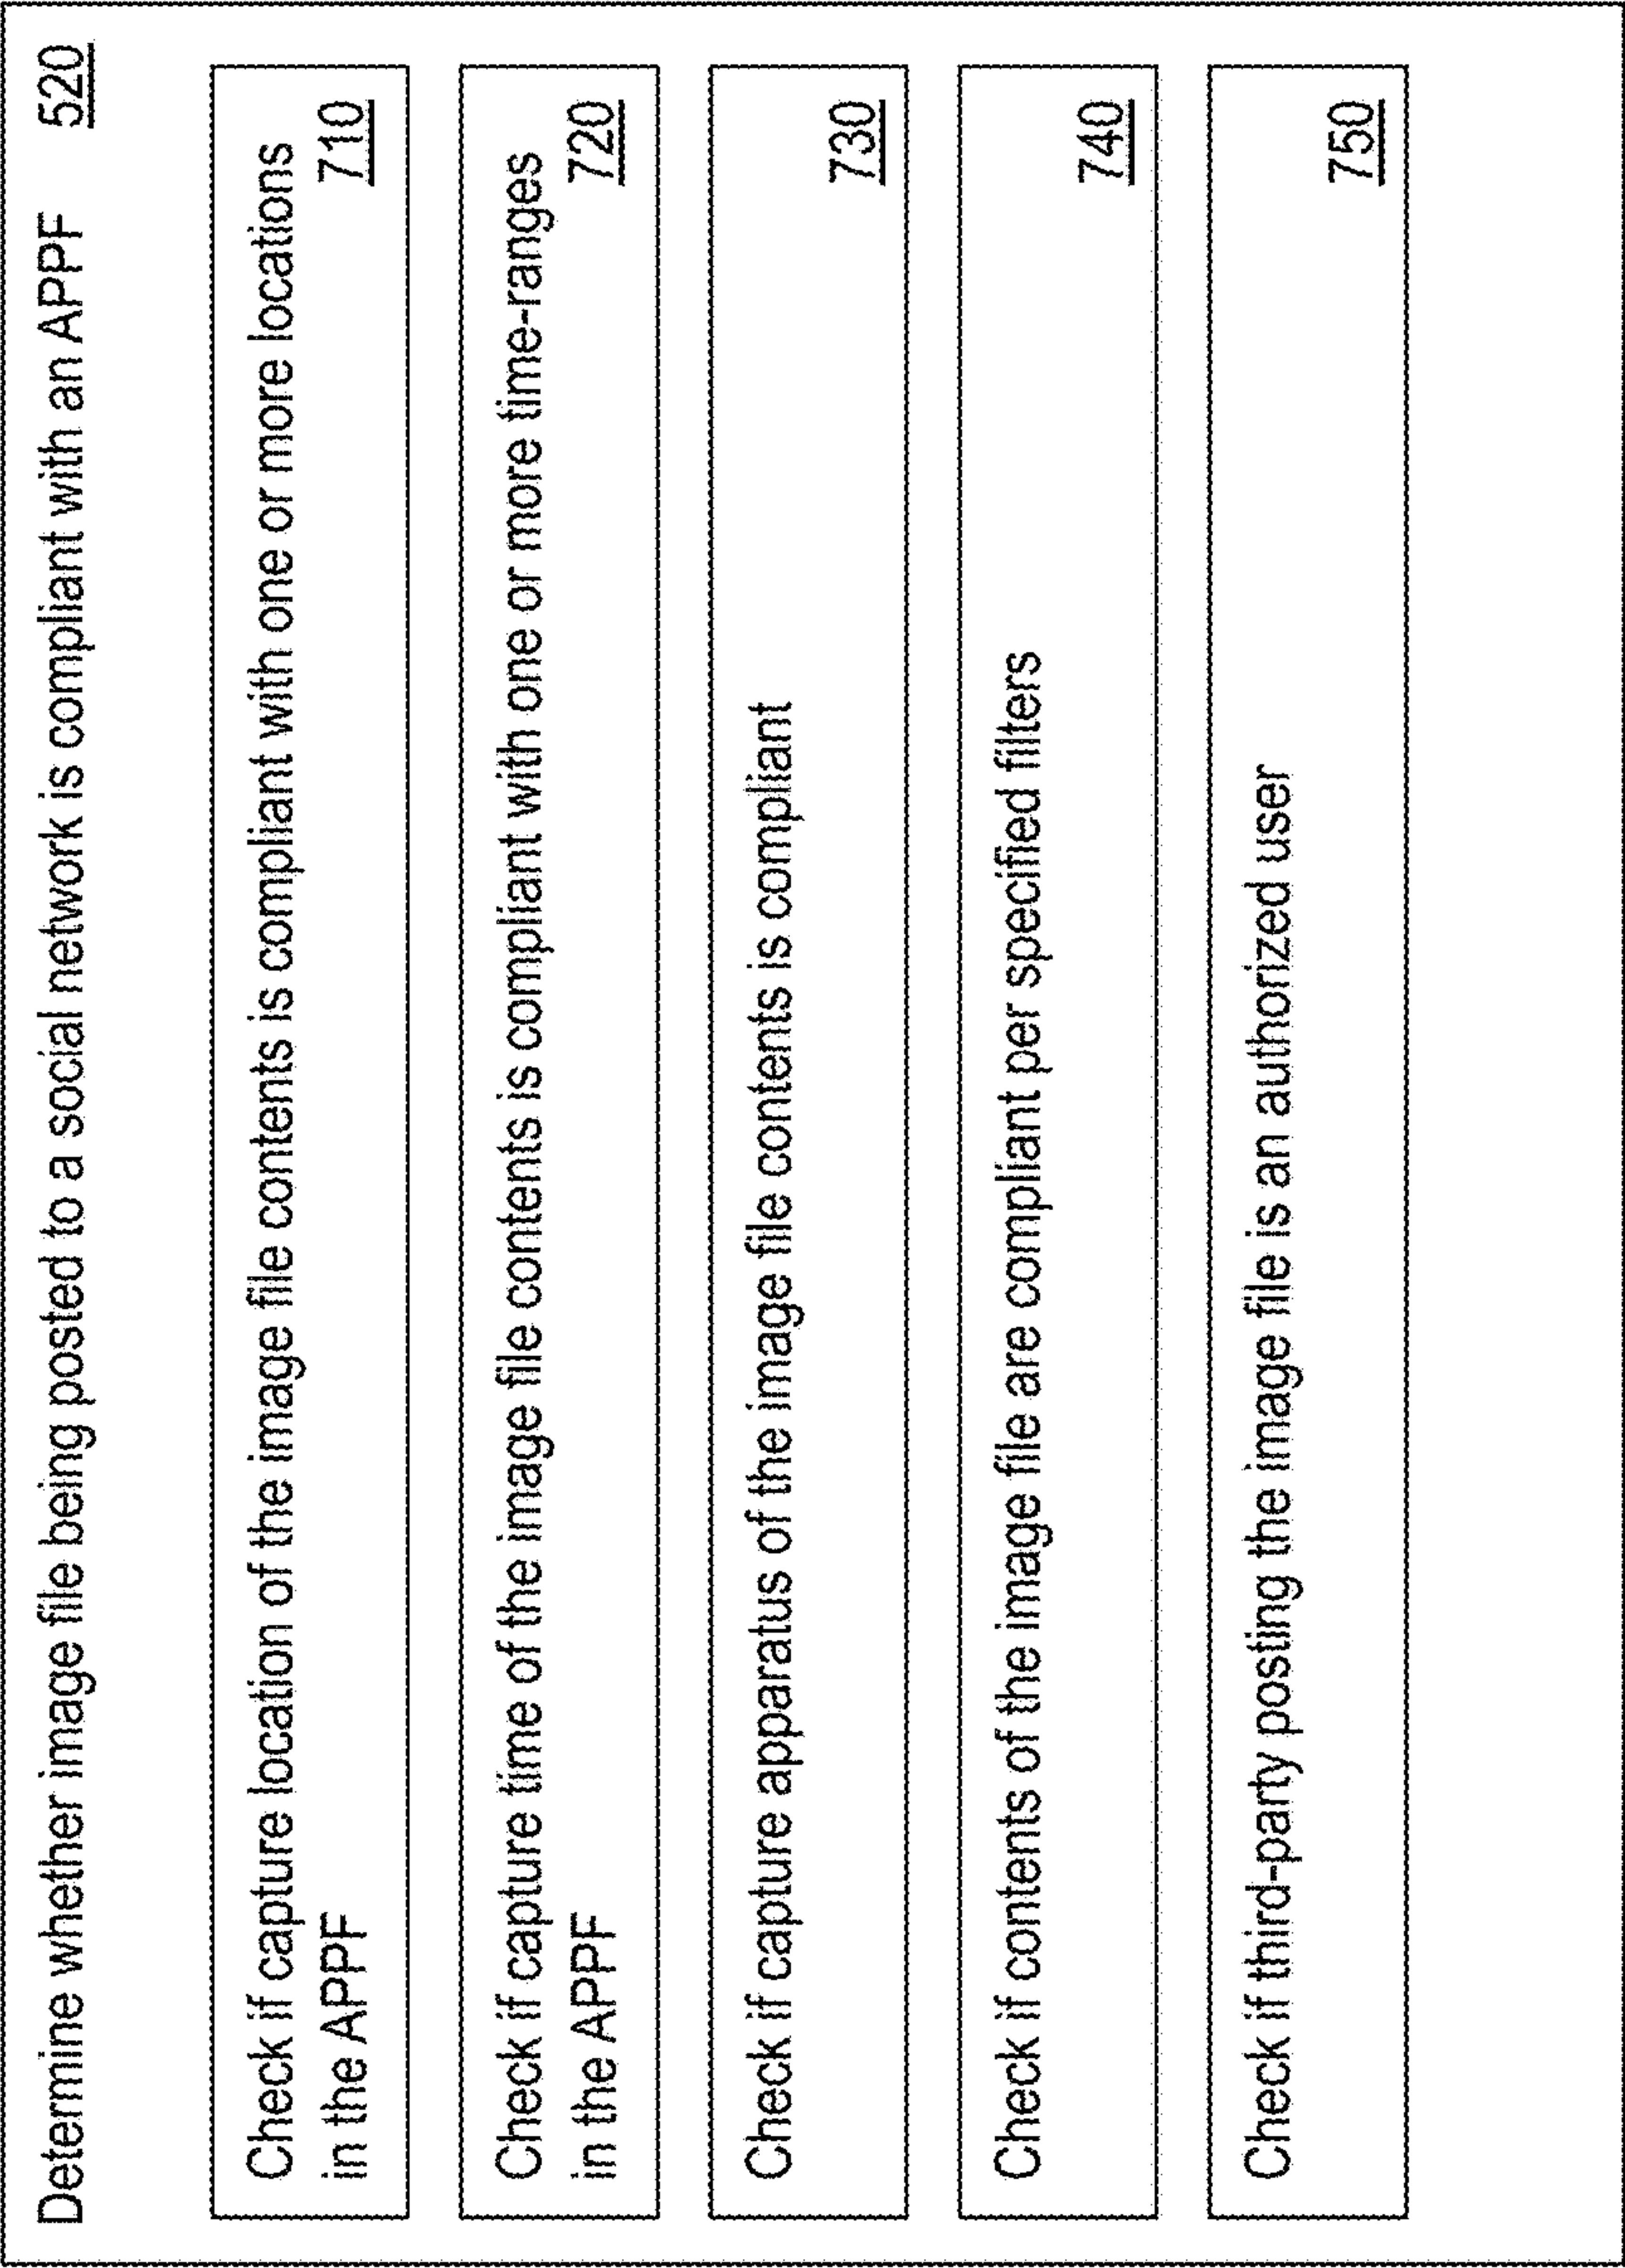 Determine whether image file being posted to a social network is compliant with an APPF 520
Check if capture location of the image file contents is compliant with one or more locations
in the APPF 710
Check if capture time of the image file contents is compliant with one or more time-ranges
in the APPF 720
Check if capture apparatus of the image file contents is compliant
730
Check if contents of the image file are compliant per specified filters
740
Check if third-party posting the image file is an authorized user
750